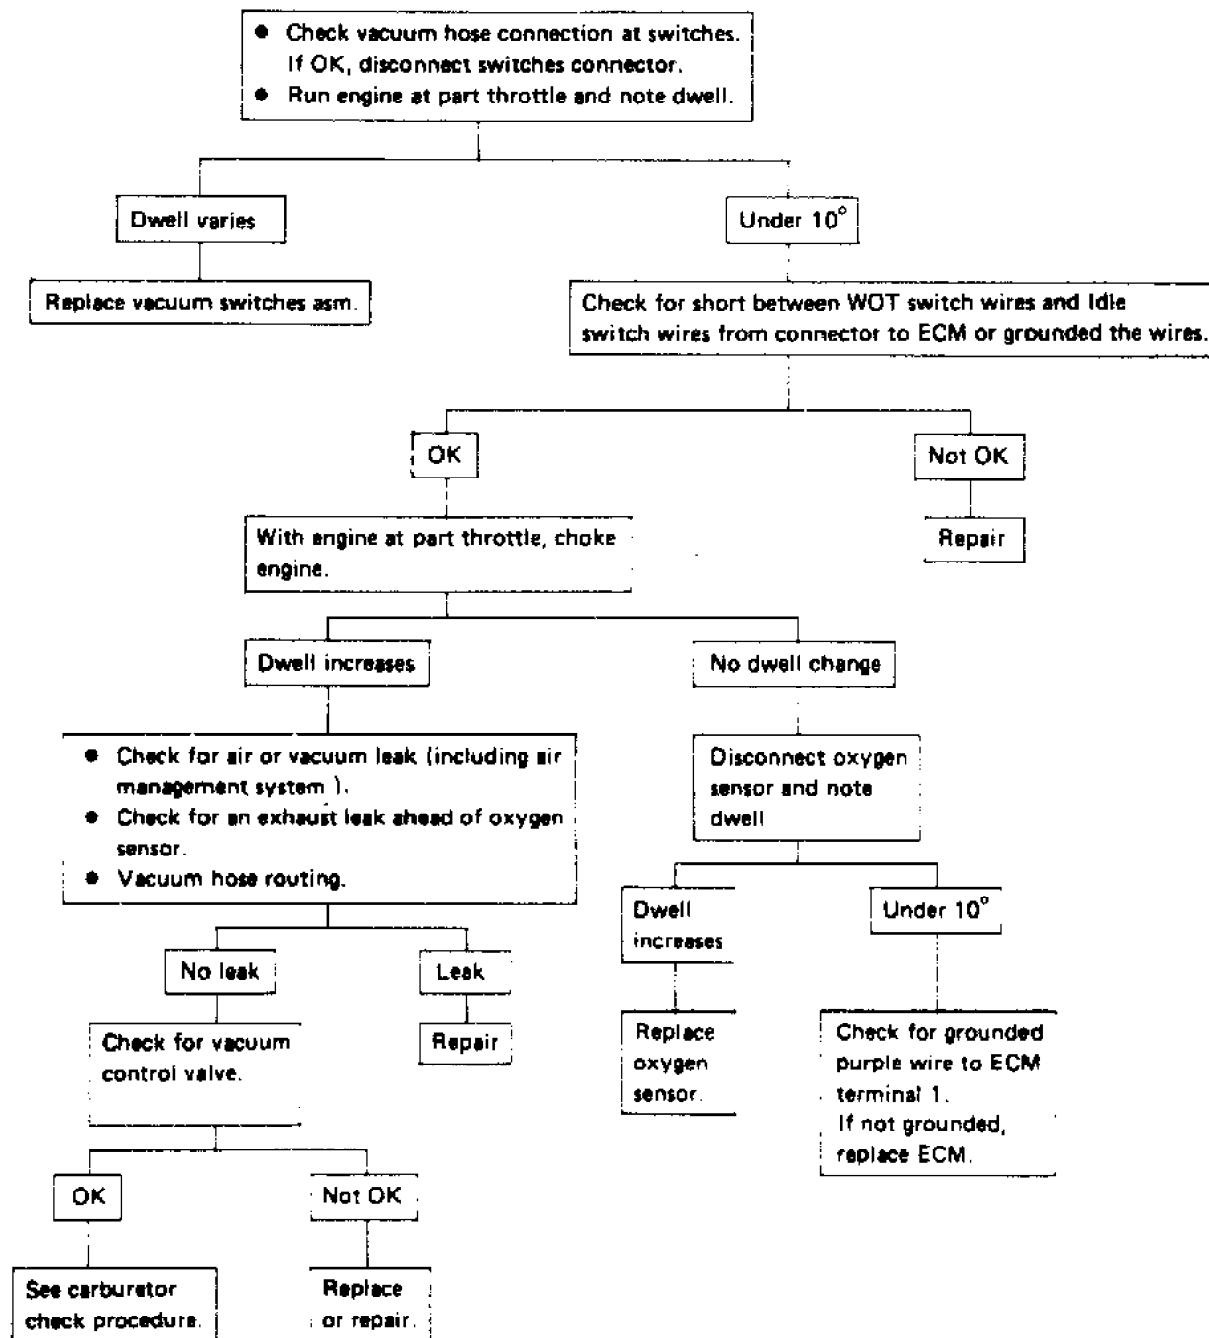 ● Check vacuum hose connection at switches.
If OK, disconnect switches connector.
● Run engine at part throttle and note dwell.
Dwell varies
Under 10°
Replace vacuum switches asm.
Check for short between WOT switch wires and Idle
switch wires from connector to ECM or grounded the wires.
OK
Not OK
With engine at part throttle, choke
engine.
Repair
Dwell increases
No dwell change
● Check for air or vacuum leak (including air
management system ).
● Check for an exhaust leak ahead of oxygen
sensor.
● Vacuum hose routing.
Disconnect oxygen
sensor and note
dwell
Dwell
increases
Under 10°
No leak
Leak
Check for vacuum
control valve.
Repair
Replace
oxygen
sensor.
Check for grounded
purple wire to ECM
terminal 1.
If not grounded,
replace ECM.
OK
Not OK
See carburetor
check procedure.
Replace
or repair.